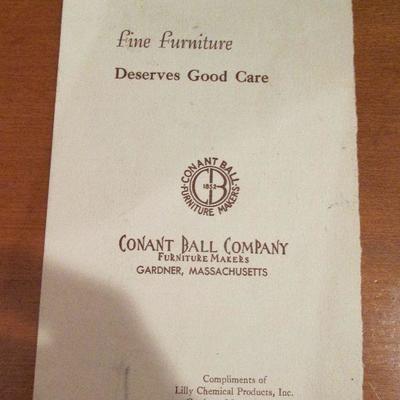 Fine Furniture
Deserves Good Care
CONANT BALL
1852
CB
FURNITURE MAKERS
CONANT BALL COMPANY
FURNITURE MAKERS
GARDNER, MASSACHUSETTS
Compliments of
Lilly Chemical Products, Inc.